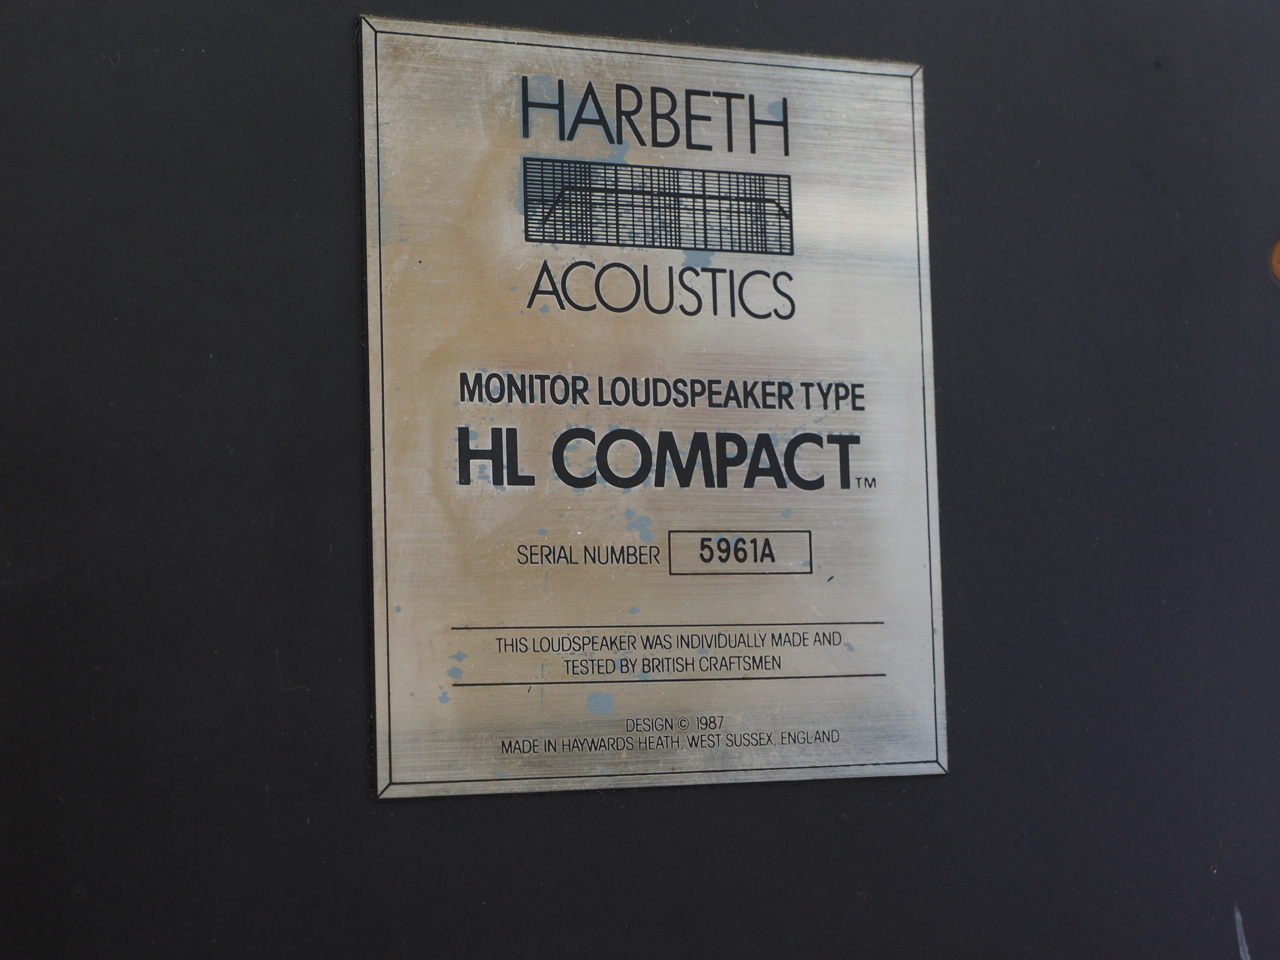 HARBETH
ACOUSTICS
MONITOR LOUDSPEAKER TYPE
HL COMPACT™
SERIAL NUMBER 5961A
THIS LOUDSPEAKER WAS INDIVIDUALLY MADE AND
TESTED BY BRITISH CRAFTSMEN
DESIGN © 1987
MADE IN HAYWARDS HEATH, WEST SUSSEX, ENGLAND